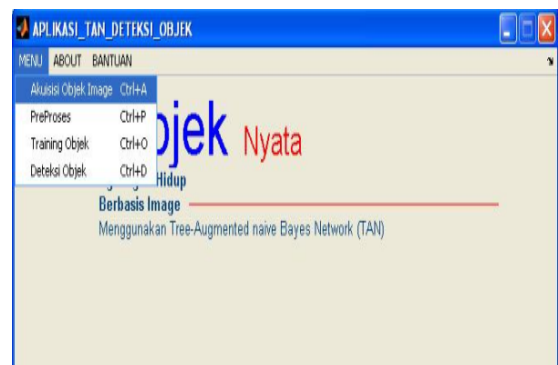 APLIKASI_TAN_DETEKSI_OBJEK
MENU ABOUT BANTUAN
Akuisisi Objek Image Ctrl+A
PreProses Ctrl+P
Training Objek Ctrl+O
Deteksi Objek Ctrl+D
Nyata
Hidup
Berbasis Image
Menggunakan Tree-Augmented naive Bayes Network (TAN)